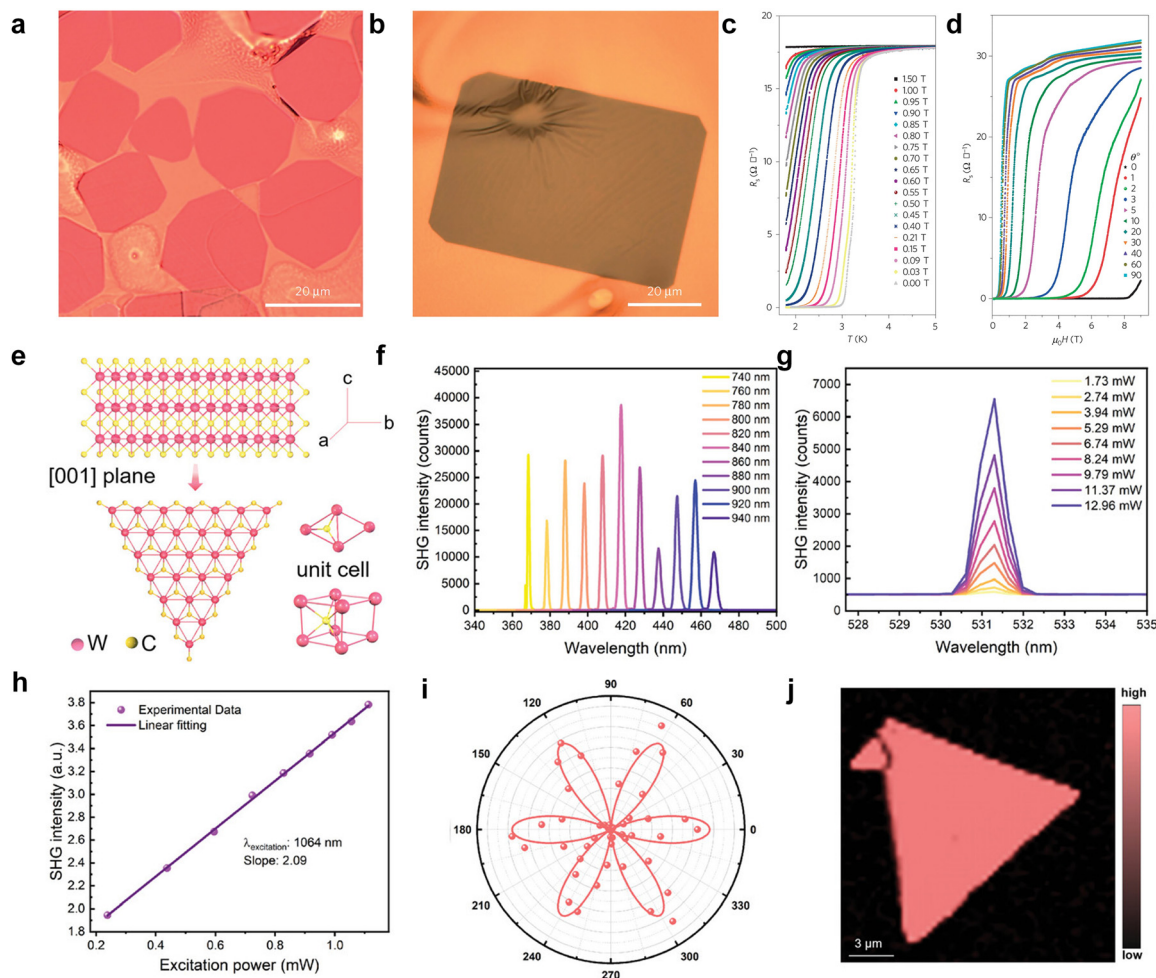 a
20 µm
b
20 µm
c
20
15
10
5
0
R_s (Ω □⁻¹)
2
3
4
5
T (K)
1.50 T
1.00 T
0.95 T
0.90 T
0.85 T
0.80 T
0.75 T
0.70 T
0.65 T
0.60 T
0.55 T
0.50 T
0.45 T
0.40 T
0.21 T
0.15 T
0.09 T
0.03 T
0.00 T
d
30
20
10
0
R_s (Ω □⁻¹)
0
2
4
6
8
μ₀H (T)
θ°
0
1
2
3
5
10
20
30
40
60
90
e
c
b
a
[001] plane
unit cell
W
C
f
45000
40000
35000
30000
25000
20000
15000
10000
5000
0
SHG intensity (counts)
340 360 380 400 420 440 460 480 500
Wavelength (nm)
740 nm
760 nm
780 nm
800 nm
820 nm
840 nm
860 nm
880 nm
900 nm
920 nm
940 nm
g
7000
6000
5000
4000
3000
2000
1000
0
SHG intensity (counts)
528 529 530 531 532 533 534 535
Wavelength (nm)
1.73 mW
2.74 mW
3.94 mW
5.29 mW
6.74 mW
8.24 mW
9.79 mW
11.37 mW
12.96 mW
h
3.8
3.6
3.4
3.2
3.0
2.8
2.6
2.4
2.2
2.0
1.8
SHG intensity (a.u.)
Experimental Data
Linear fitting
λexcitation: 1064 nm
Slope: 2.09
0.2 0.4 0.6 0.8 1.0
Excitation power (mW)
i
90
60
30
0
330
300
270
240
210
180
150
120
j
3 µm
high
low